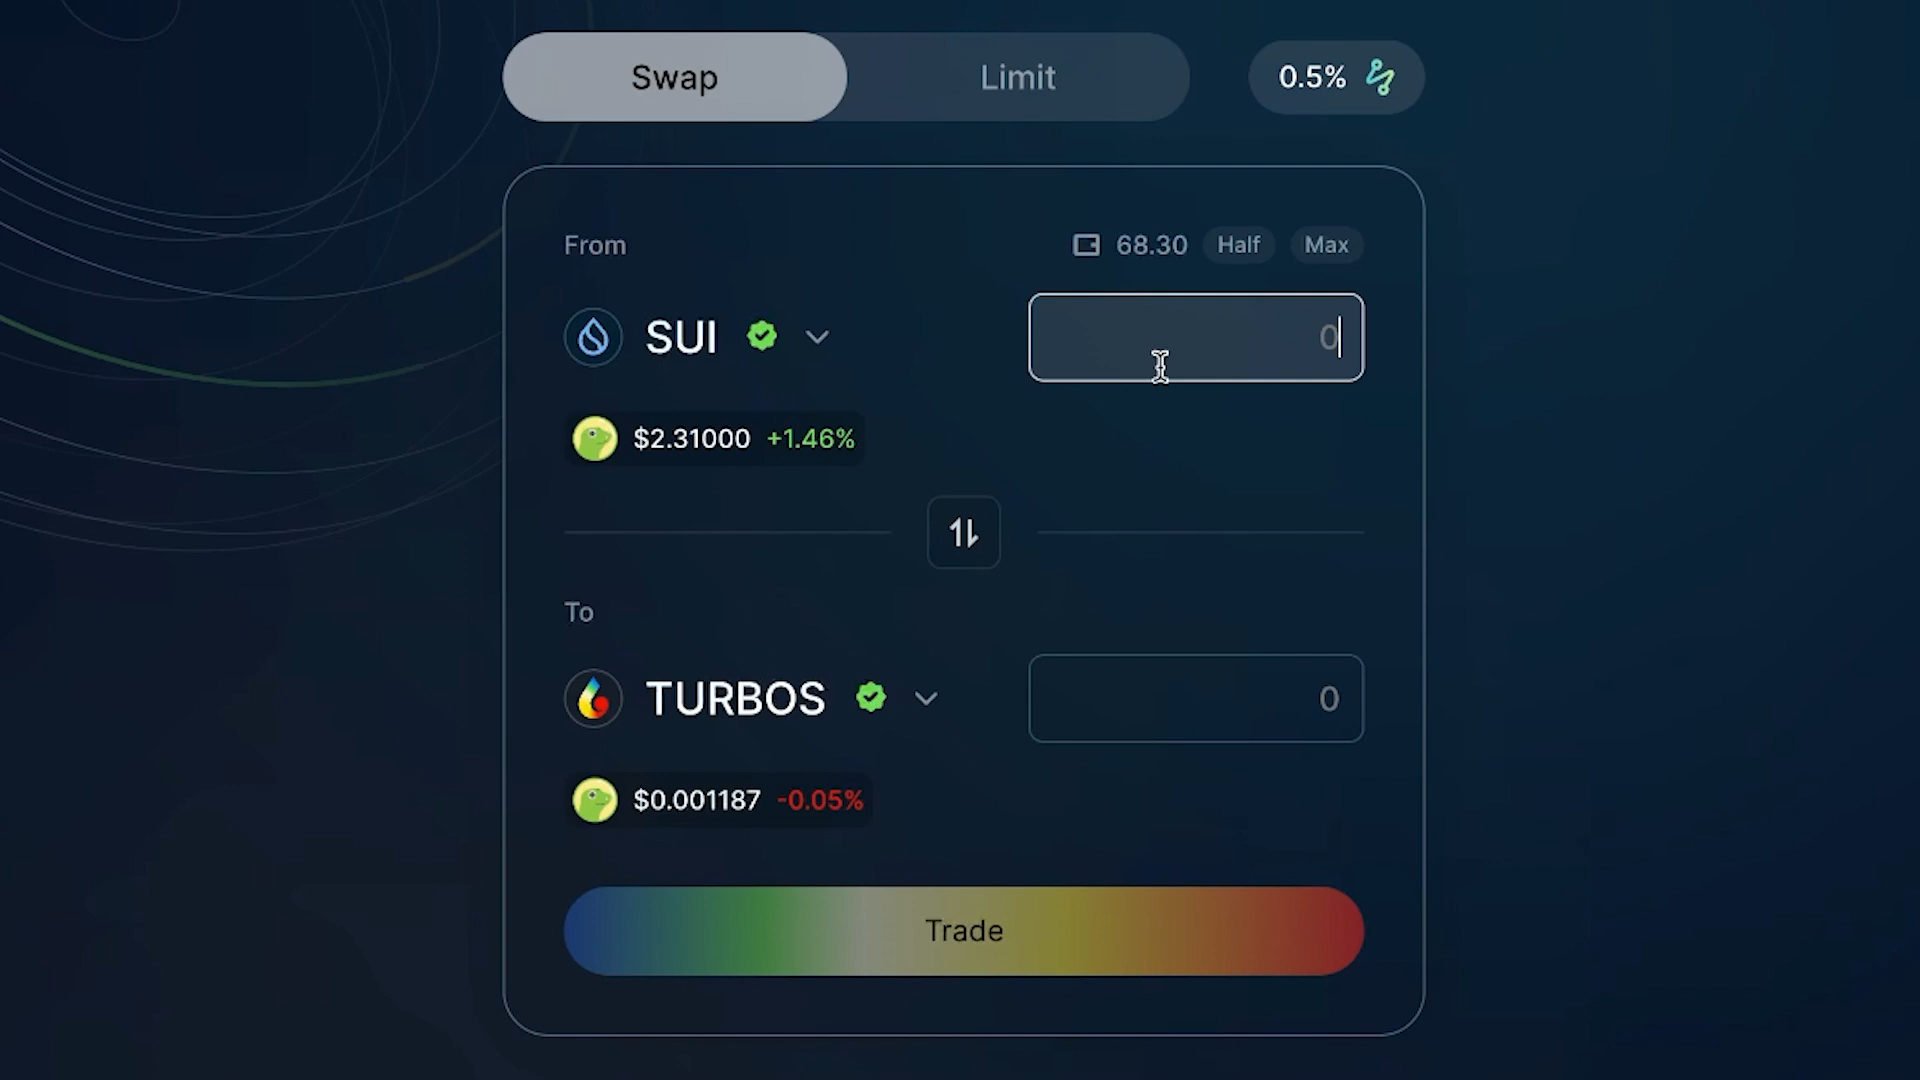 Swap Limit 0.5%
From 68.30 Half Max
SUI 0
$2.31000 +1.46%
To
TURBOS 0
$0.001187 -0.05%
Trade